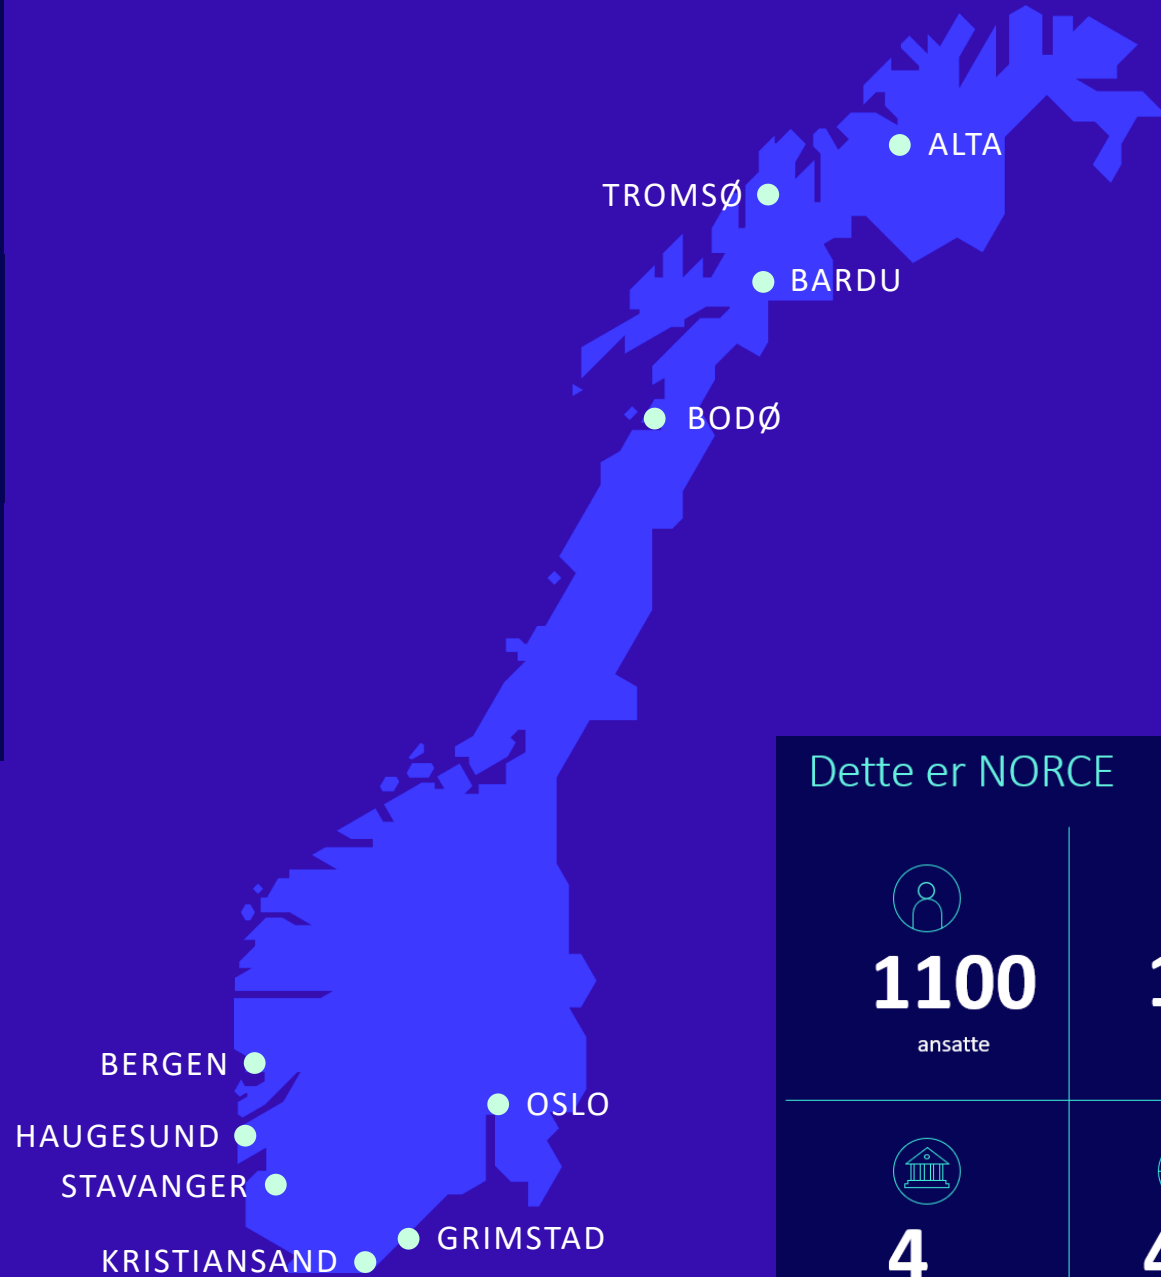 ALTA
TROMSØ
BARDU
BODØ
Dette er NORCE
1100
ansatte
BERGEN
OSLO
HAUGESUND
STAVANGER
GRIMSTAD
KRISTIANSAND
4